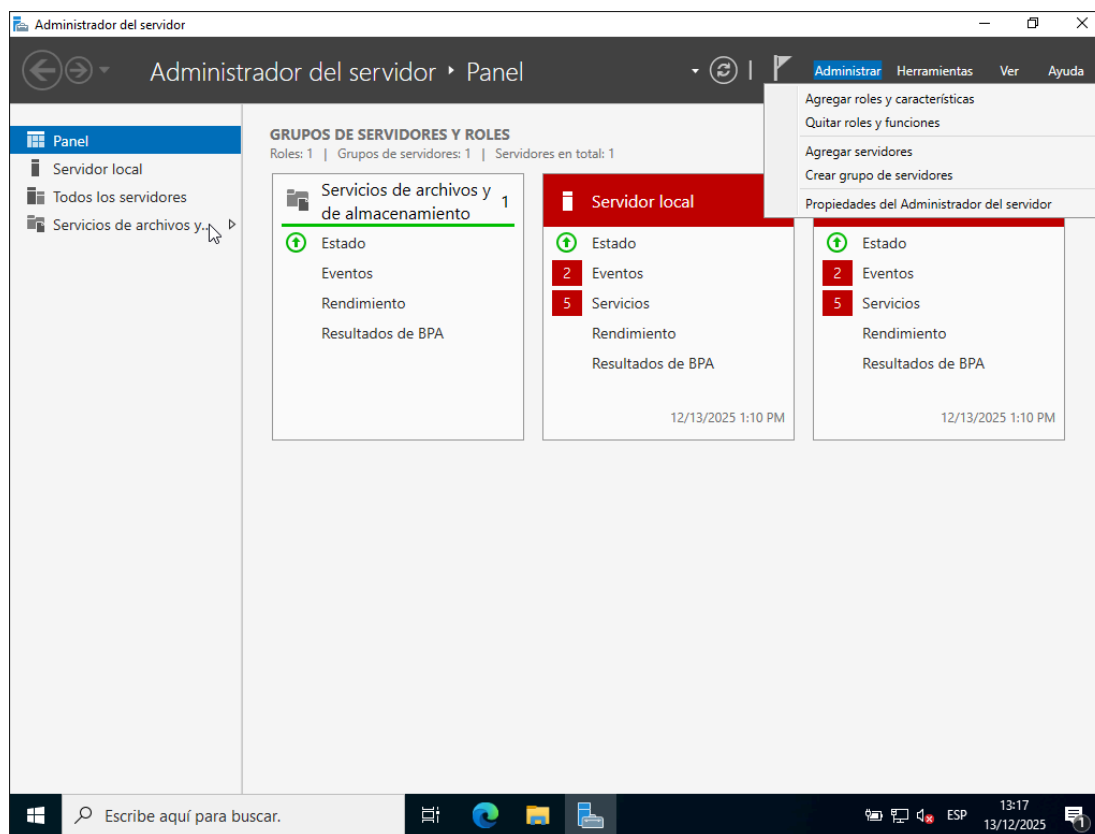 Administrador del servidor
Administrador del servidor • Panel
Administrar Herramientas Ver Ayuda
Agregar roles y características
Quitar roles y funciones
Agregar servidores
Crear grupo de servidores
Propiedades del Administrador del servidor
Panel
Servidor local
Todos los servidores
Servicios de archivos y...
GRUPOS DE SERVIDORES Y ROLES
Roles: 1 | Grupos de servidores: 1 | Servidores en total: 1
Servicios de archivos y de almacenamiento 1
Estado
Eventos
Rendimiento
Resultados de BPA
Servidor local
Estado
2 Eventos
5 Servicios
Rendimiento
Resultados de BPA
12/13/2025 1:10 PM
Estado
2 Eventos
5 Servicios
Rendimiento
Resultados de BPA
12/13/2025 1:10 PM
Escribe aquí para buscar.
ESP
13:17
13/12/2025
1